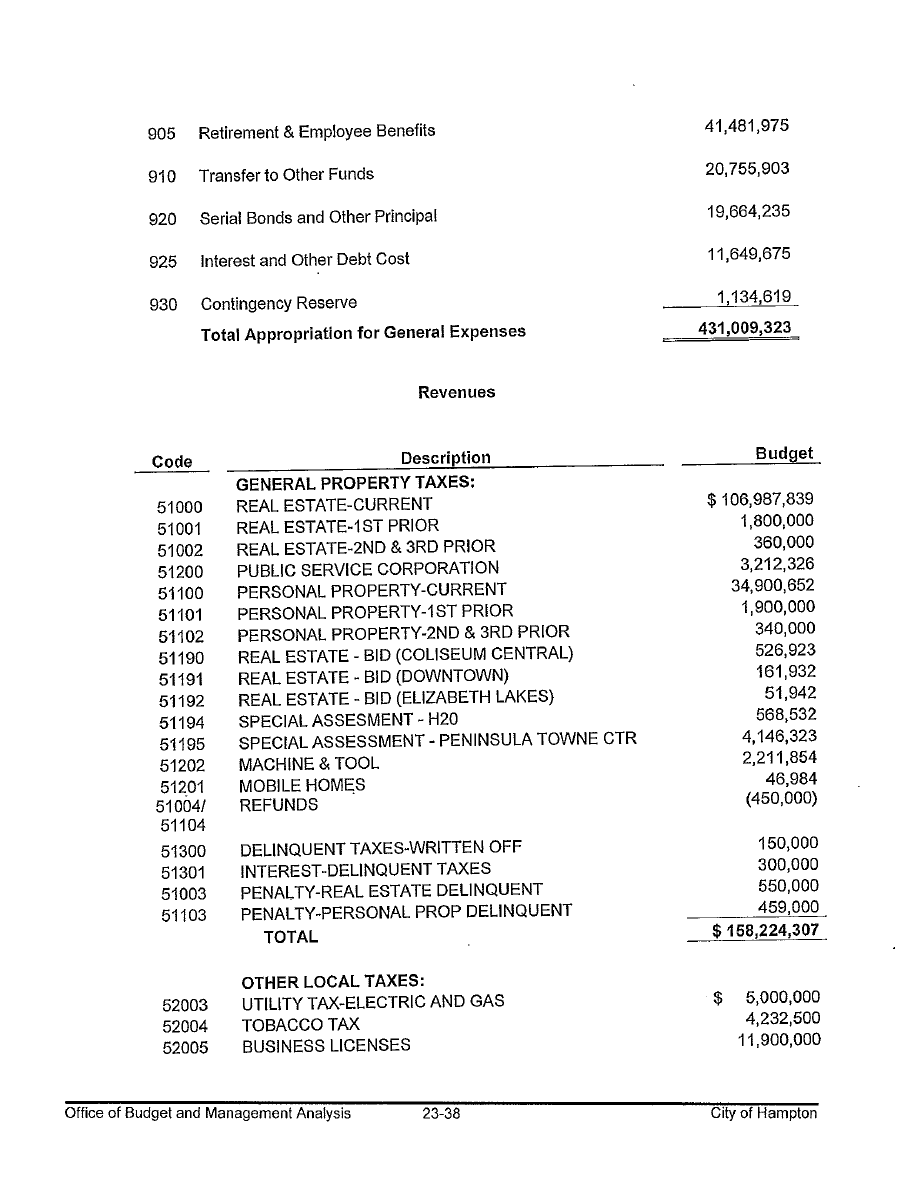 905 Retirement & Employee Benefits 41,481,975
910 Transfer to Other Funds 20,755,903
920 Serial Bonds and Other Principal 19,664,235
925 Interest and Other Debt Cost 11,649,675
930 Contingency Reserve 1,134,619
Total Appropriation for General Expenses 431,009,323
Revenues
Code Description Budget
GENERAL PROPERTY TAXES:
51000 REAL ESTATE-CURRENT $ 106,987,839
51001 REAL ESTATE-1ST PRIOR 1,800,000
51002 REAL ESTATE-2ND & 3RD PRIOR 360,000
51200 PUBLIC SERVICE CORPORATION 3,212,326
51100 PERSONAL PROPERTY-CURRENT 34,900,652
51101 PERSONAL PROPERTY-1ST PRIOR 1,900,000
51102 PERSONAL PROPERTY-2ND & 3RD PRIOR 340,000
51190 REAL ESTATE - BID (COLISEUM CENTRAL) 526,923
51191 REAL ESTATE - BID (DOWNTOWN) 161,932
51192 REAL ESTATE - BID (ELIZABETH LAKES) 51,942
51194 SPECIAL ASSESMENT - H20 568,532
51195 SPECIAL ASSESSMENT - PENINSULA TOWNE CTR 4,146,323
51202 MACHINE & TOOL 2,211,854
51201 MOBILE HOMES 46,984
51004/ REFUNDS (450,000)
51104
51300 DELINQUENT TAXES-WRITTEN OFF 150,000
51301 INTEREST-DELINQUENT TAXES 300,000
51003 PENALTY-REAL ESTATE DELINQUENT 550,000
51103 PENALTY-PERSONAL PROP DELINQUENT 459,000
TOTAL $ 158,224,307
OTHER LOCAL TAXES:
52003 UTILITY TAX-ELECTRIC AND GAS $ 5,000,000
52004 TOBACCO TAX 4,232,500
52005 BUSINESS LICENSES 11,900,000
Office of Budget and Management Analysis 23-38 City of Hampton